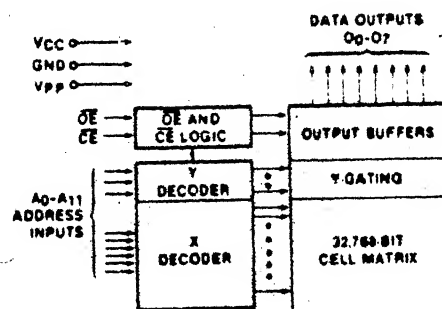 DATA OUTPUTS
O0-O7
VCC
GND
VPP
OE
CE
OE AND
CE LOGIC
OUTPUT BUFFERS
Y
DECODER
Y-GATING
A0-A11
ADDRESS
INPUTS
X
DECODER
32,768-BIT
CELL MATRIX